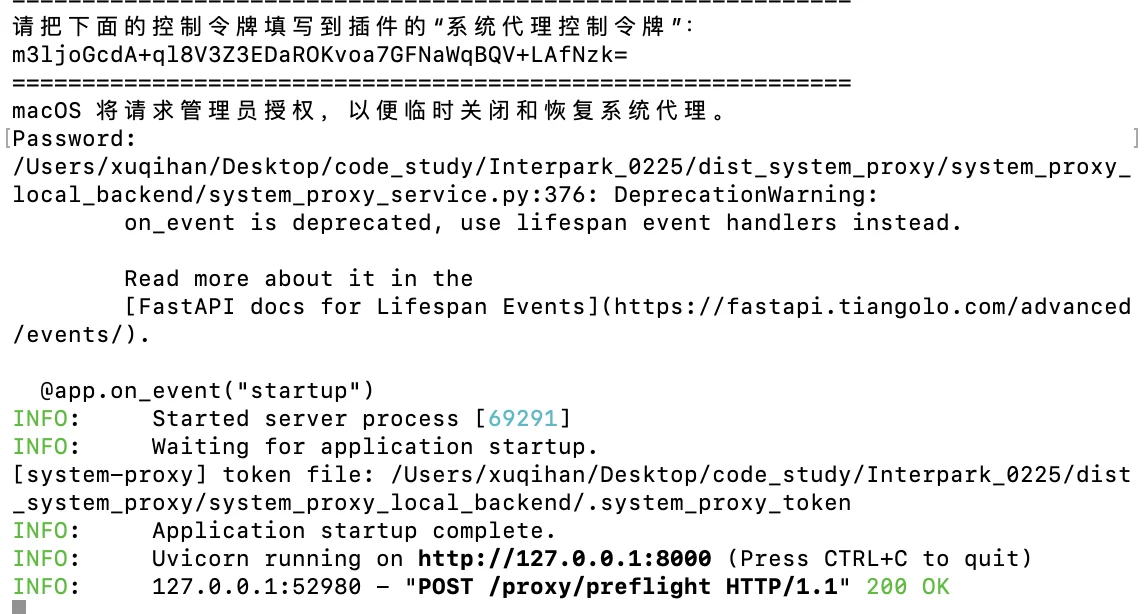 ============================================================
请把下面的控制令牌填写到插件的“系统代理控制令牌”：
m3ljoGcdA+ql8V3Z3EDaROKvoa7GFNaWqBQV+LAfNzk=
============================================================
macOS 将请求管理员授权，以便临时关闭和恢复系统代理。
[Password:]
/Users/xuqihan/Desktop/code_study/Interpark_0225/dist_system_proxy/system_proxy_
local_backend/system_proxy_service.py:376: DeprecationWarning:
        on_event is deprecated, use lifespan event handlers instead.

        Read more about it in the
        [FastAPI docs for Lifespan Events](https://fastapi.tiangolo.com/advanced
/events/).

  @app.on_event("startup")
INFO:     Started server process [69291]
INFO:     Waiting for application startup.
[system-proxy] token file: /Users/xuqihan/Desktop/code_study/Interpark_0225/dist
_system_proxy/system_proxy_local_backend/.system_proxy_token
INFO:     Application startup complete.
INFO:     Uvicorn running on http://127.0.0.1:8000 (Press CTRL+C to quit)
INFO:     127.0.0.1:52980 - "POST /proxy/preflight HTTP/1.1" 200 OK